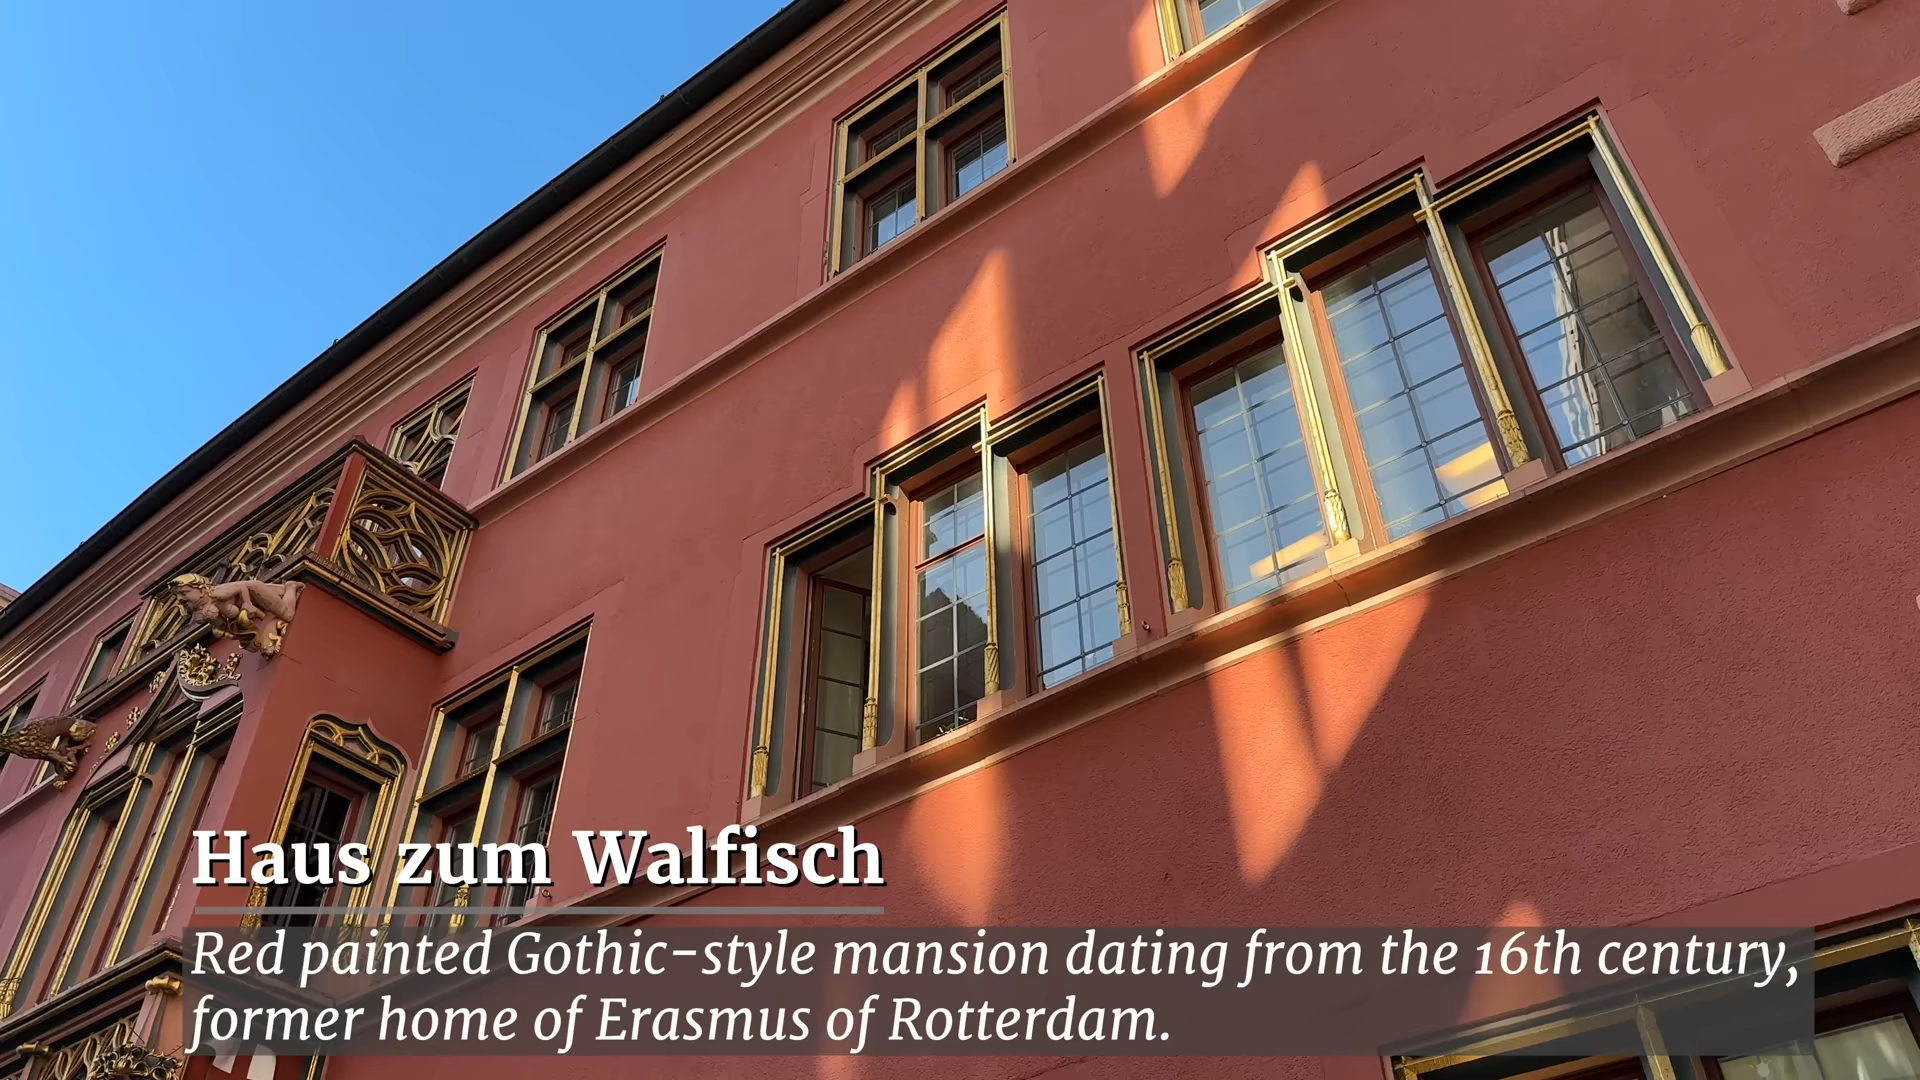 Haus zum Walfisch
Red painted Gothic-style mansion dating from the 16th century,
former home of Erasmus of Rotterdam.